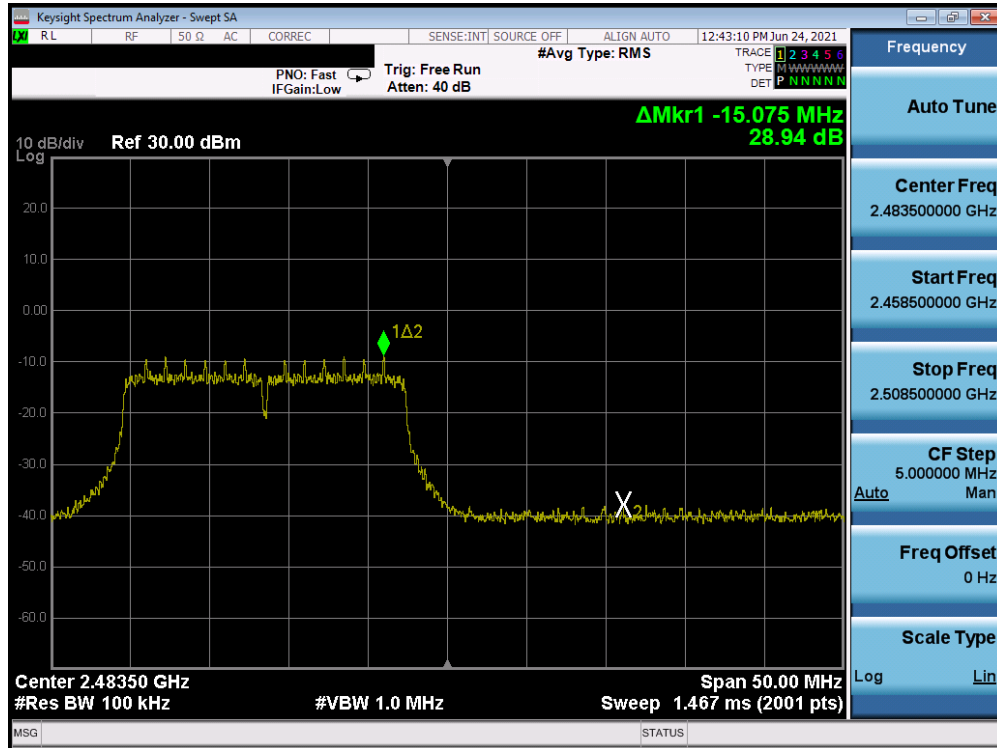 Keysight Spectrum Analyzer - Swept SA
LXI RL RF 50 Ω AC CORREC SENSE:INT SOURCE OFF ALIGN AUTO 12:43:10 PM Jun 24, 2021
#Avg Type: RMS
TRACE 1 2 3 4 5 6
PNO: Fast Trig: Free Run TYPE M WWWWW
IFGain:Low Atten: 40 dB DET P N N N N N
ΔMkr1 -15.075 MHz
28.94 dB
10 dB/div Ref 30.00 dBm
Log
20.0
10.0
0.00
1Δ2
-10.0
-20.0
-30.0
-40.0
X2
-50.0
-60.0
Center 2.48350 GHz Span 50.00 MHz
#Res BW 100 kHz #VBW 1.0 MHz Sweep 1.467 ms (2001 pts)
MSG STATUS
Frequency
Auto Tune
Center Freq
2.483500000 GHz
Start Freq
2.458500000 GHz
Stop Freq
2.508500000 GHz
CF Step
5.000000 MHz
Auto Man
Freq Offset
0 Hz
Scale Type
Log Lin